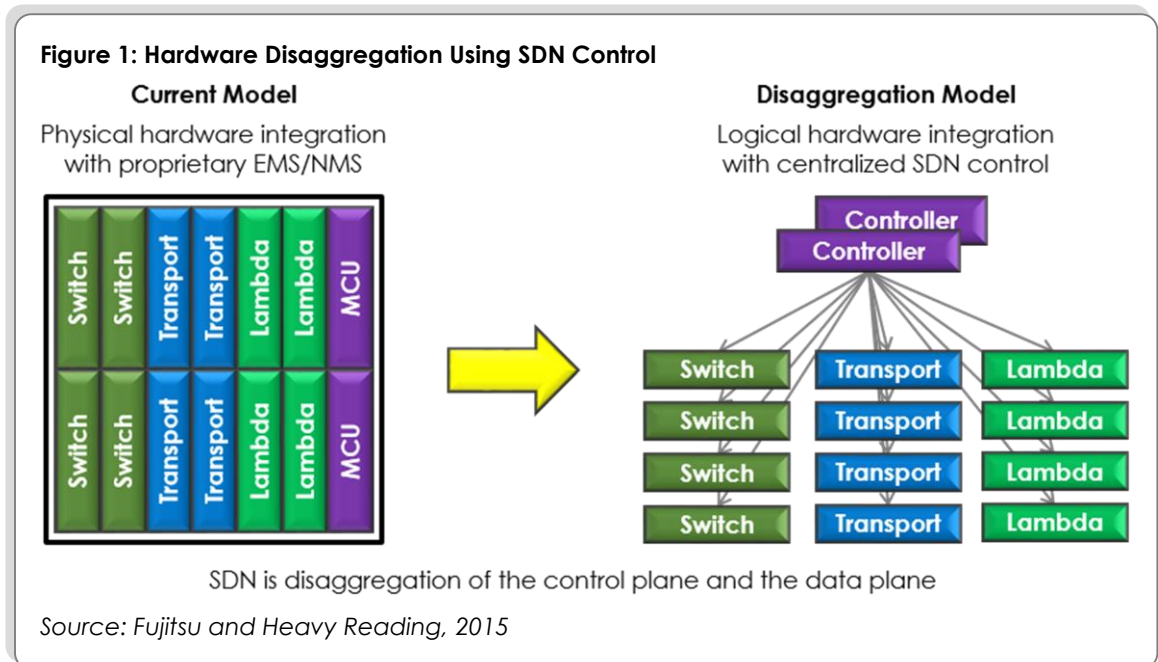 Figure 1: Hardware Disaggregation Using SDN Control
Current Model
Physical hardware integration
with proprietary EMS/NMS
Switch
Switch
Transport
Transport
Lambda
Lambda
MCU
Switch
Switch
Transport
Transport
Lambda
Lambda
MCU
Disaggregation Model
Logical hardware integration
with centralized SDN control
Controller
Controller
Switch
Transport
Lambda
Switch
Transport
Lambda
Switch
Transport
Lambda
Switch
Transport
Lambda
SDN is disaggregation of the control plane and the data plane
Source: Fujitsu and Heavy Reading, 2015